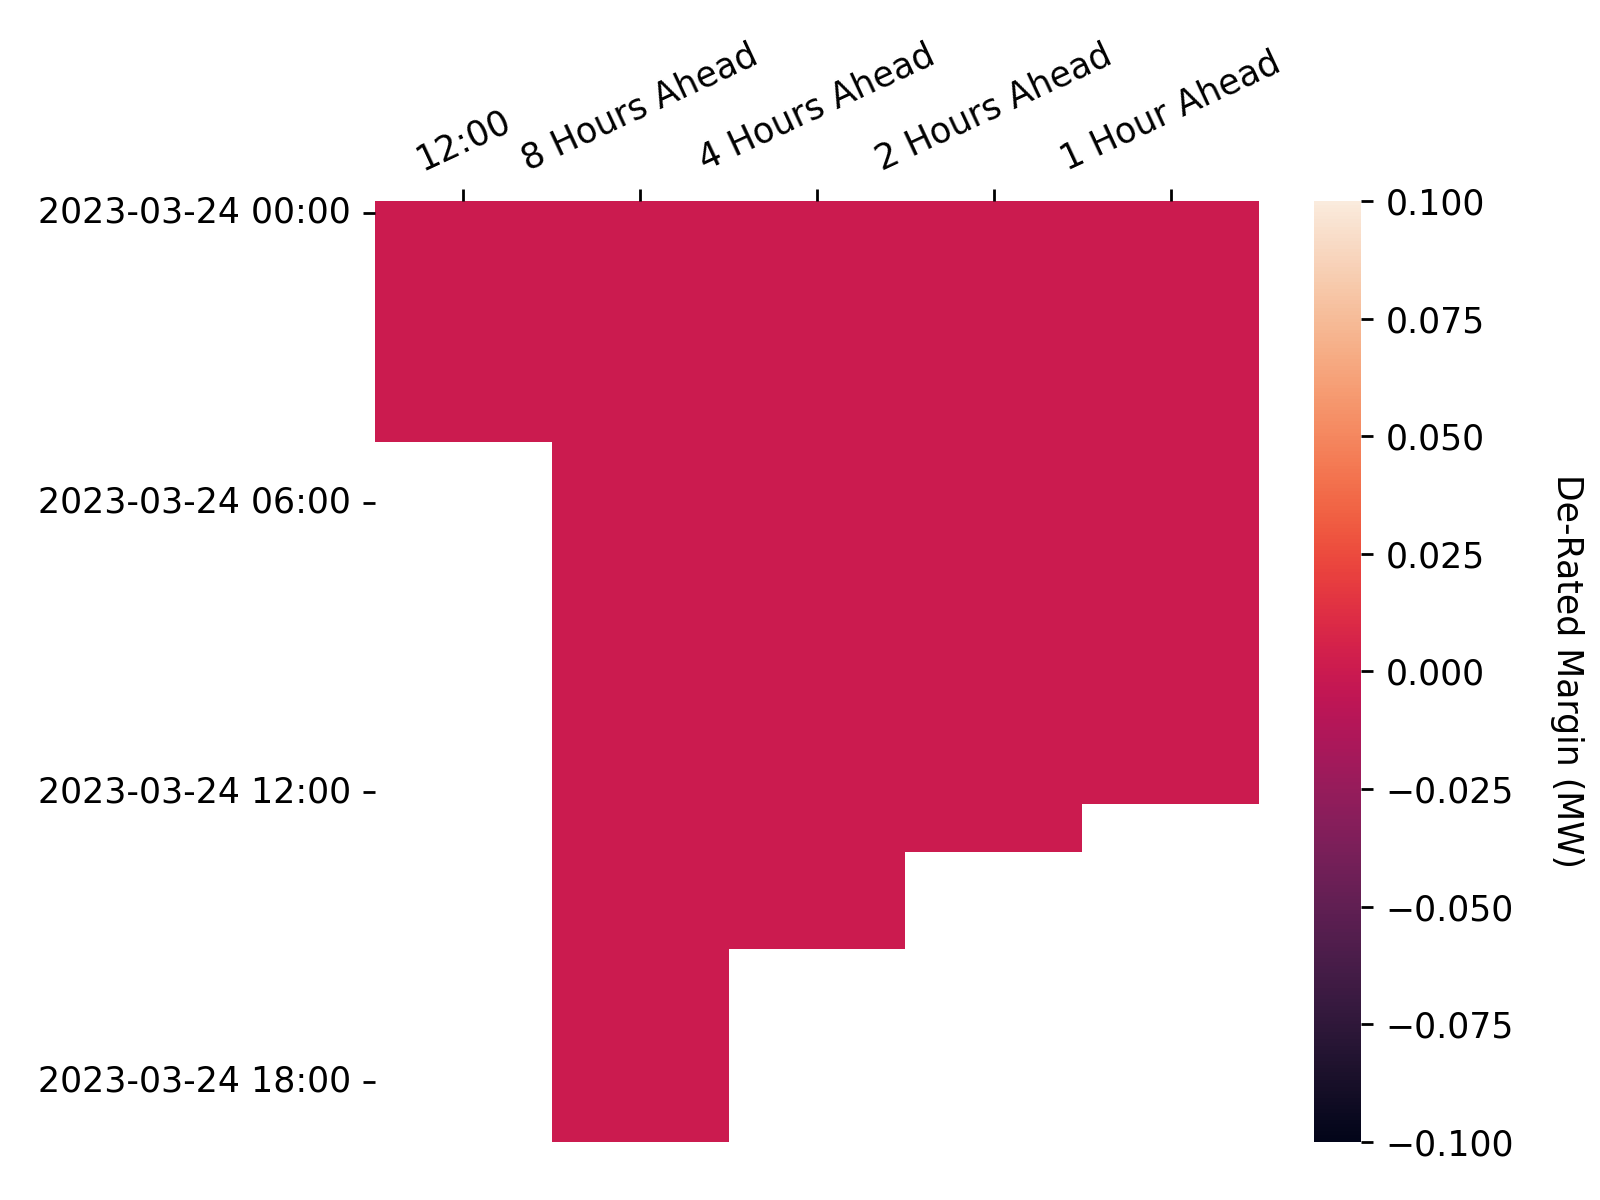 12:00
8 Hours Ahead
4 Hours Ahead
2 Hours Ahead
1 Hour Ahead
2023-03-24 00:00
2023-03-24 06:00
2023-03-24 12:00
2023-03-24 18:00
0.100
0.075
0.050
0.025
0.000
−0.025
−0.050
−0.075
−0.100
De-Rated Margin (MW)